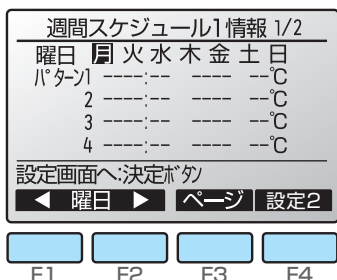 週間スケジュール1情報 1/2
曜日 月 火 水 木 金 土 日
パターン1 ----:-- ---- --℃
2 ----:-- ---- --℃
3 ----:-- ---- --℃
4 ----:-- ---- --℃
設定画面へ:決定ボタン
◀ 曜日 ▶ ページ 設定2
F1 F2 F3 F4